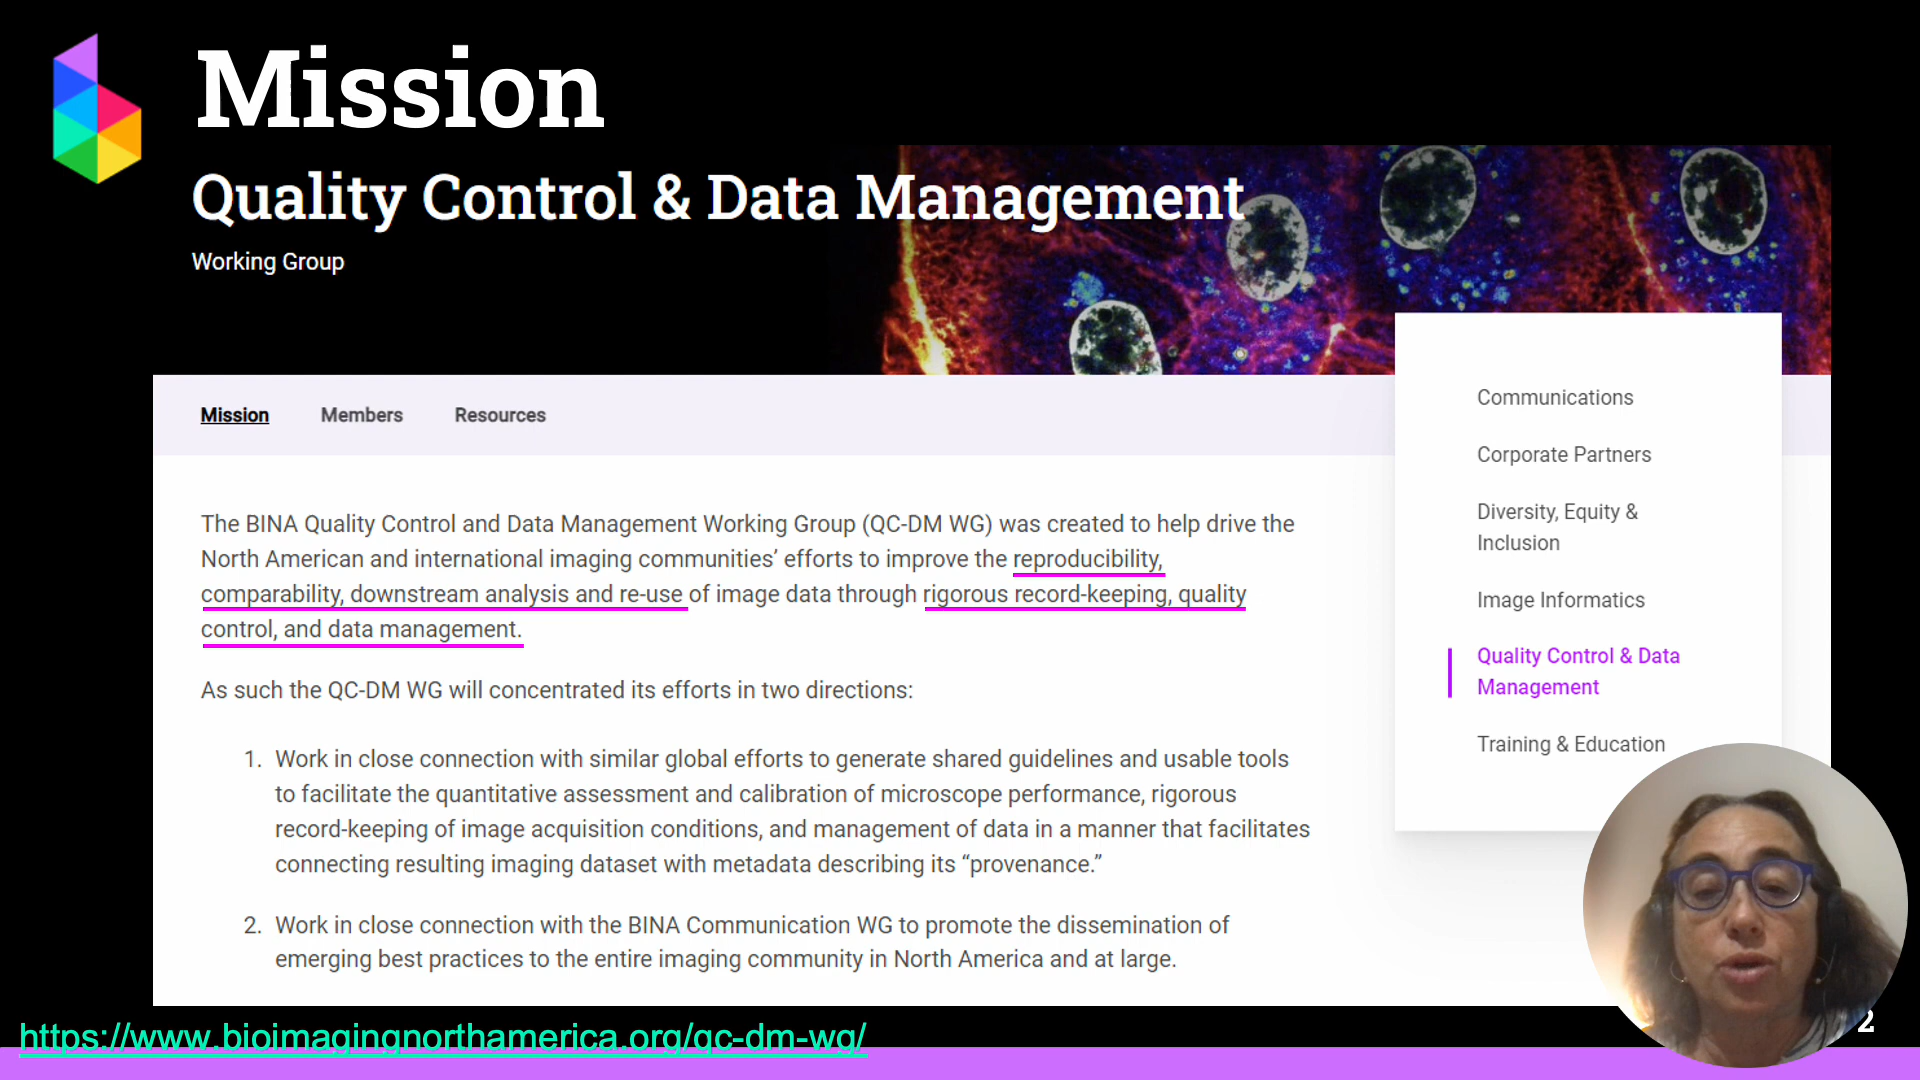 Mission
Quality Control & Data Management
Working Group
Mission Members Resources
The BINA Quality Control and Data Management Working Group (QC-DM WG) was created to help drive the
North American and international imaging communities’ efforts to improve the reproducibility,
comparability, downstream analysis and re-use of image data through rigorous record-keeping, quality
control, and data management.
As such the QC-DM WG will concentrated its efforts in two directions:
1. Work in close connection with similar global efforts to generate shared guidelines and usable tools
to facilitate the quantitative assessment and calibration of microscope performance, rigorous
record-keeping of image acquisition conditions, and management of data in a manner that facilitates
connecting resulting imaging dataset with metadata describing its “provenance.”
2. Work in close connection with the BINA Communication WG to promote the dissemination of
emerging best practices to the entire imaging community in North America and at large.
Communications
Corporate Partners
Diversity, Equity &
Inclusion
Image Informatics
Quality Control & Data
Management
Training & Education
https://www.bioimagingnorthamerica.org/qc-dm-wg/
2